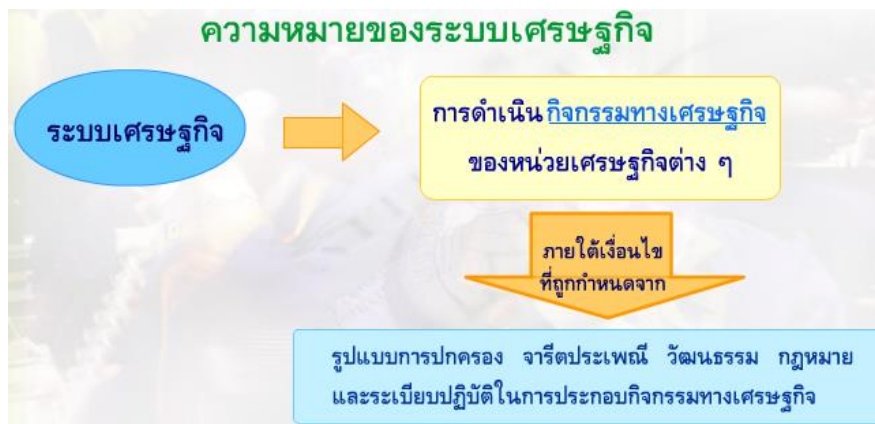 ความหมายของระบบเศรษฐกิจ
ระบบเศรษฐกิจ
การดำเนินกิจกรรมทางเศรษฐกิจ
ของหน่วยเศรษฐกิจต่าง ๆ
ภายใต้เงื่อนไข
ที่ถูกกำหนดจาก
รูปแบบการปกครอง จารีตประเพณี วัฒนธรรม กฎหมาย
และระเบียบปฏิบัติในการประกอบกิจกรรมทางเศรษฐกิจ